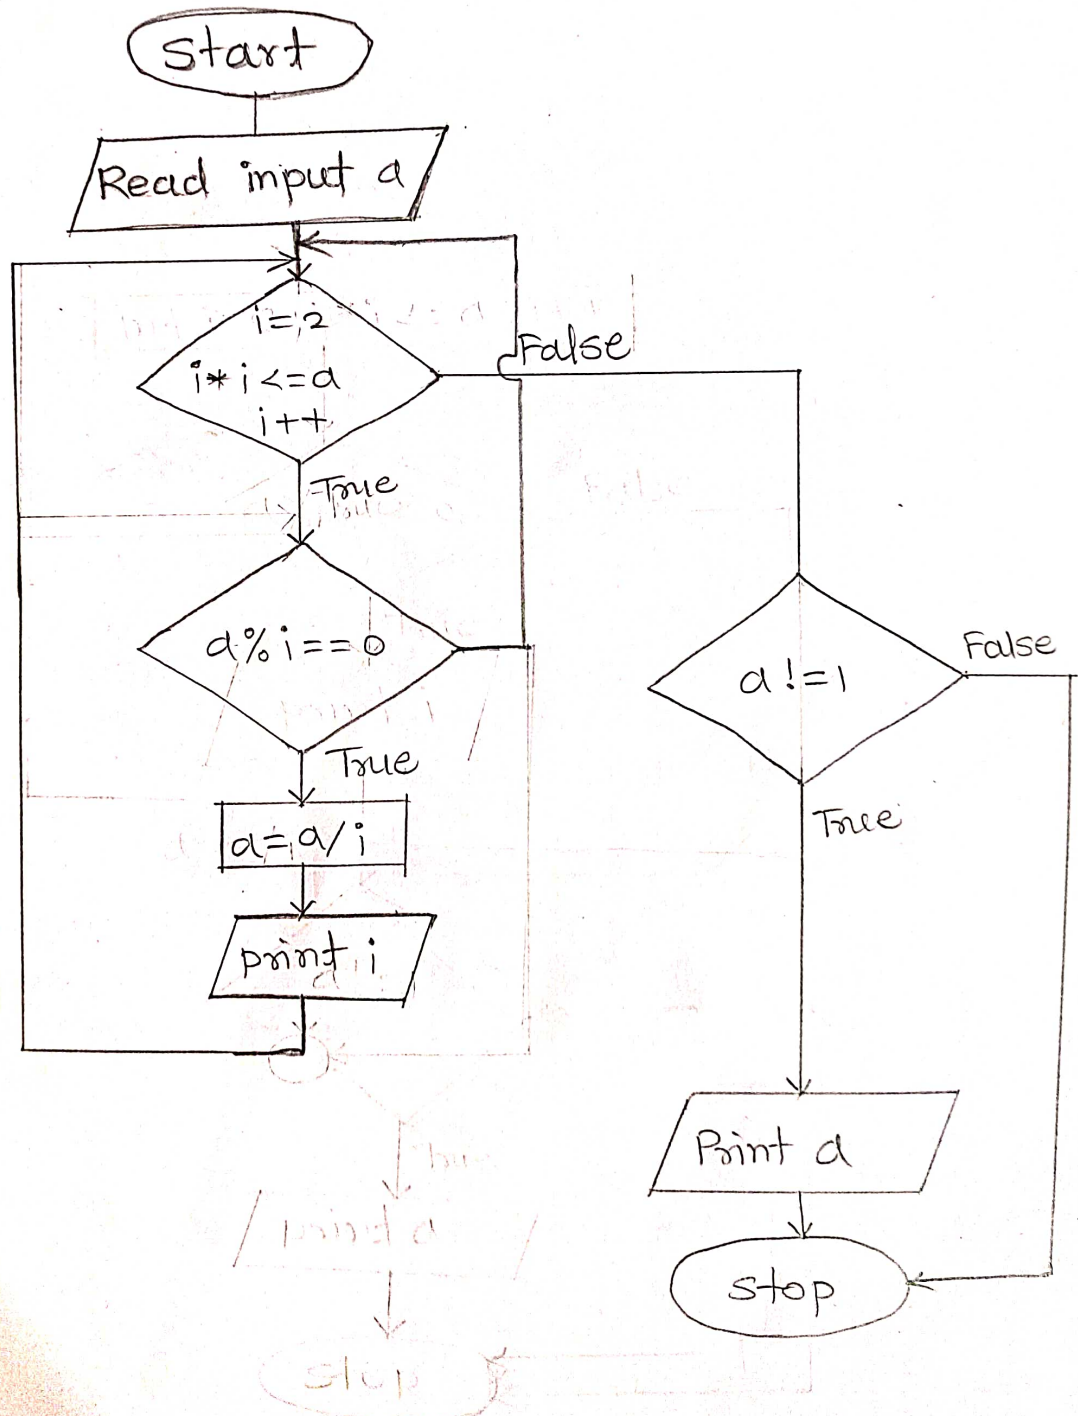 Start
Read input a
i=2
i*i<=a
i++
False
True
a%i==0
True
a=a/i
print i
a!=1
False
True
Print a
stop